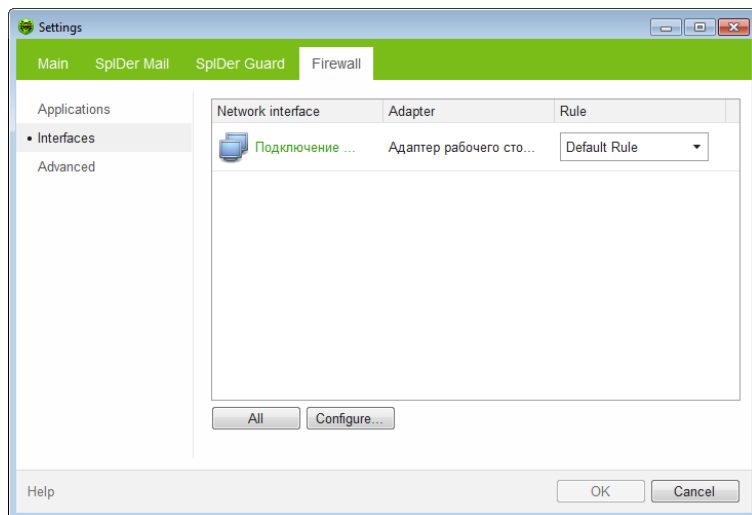 Settings
Main SpIDer Mail SpIDer Guard Firewall
Applications
Interfaces
Advanced
Network interface Adapter Rule
Подключение ... Адаптер рабочего сто... Default Rule
All Configure...
Help OK Cancel